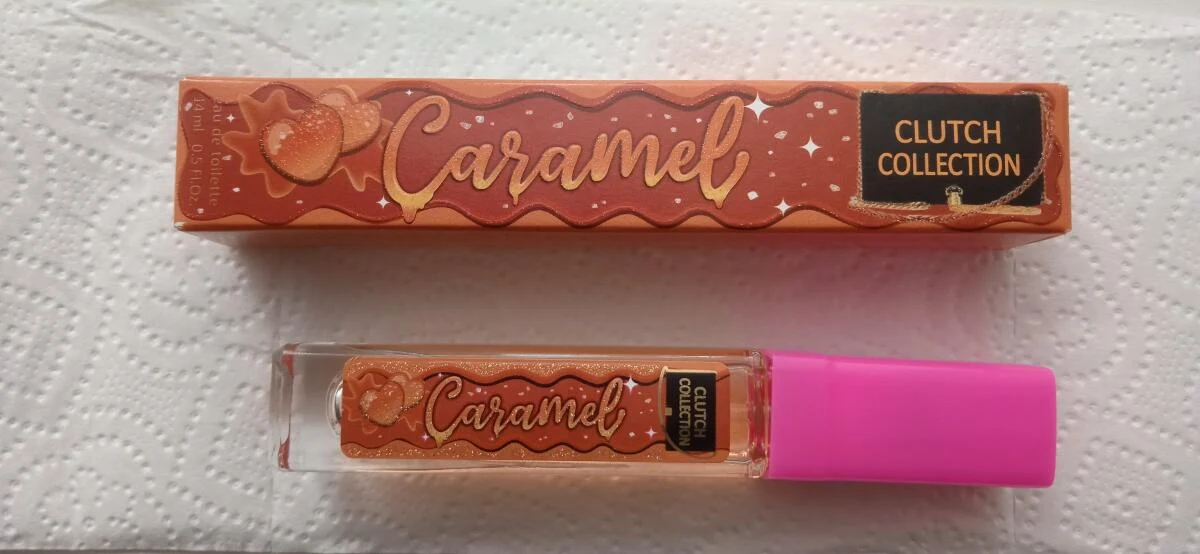 eau de toilette
14 ml 0.5 Fl.Oz.
Caramel
CLUTCH
COLLECTION
Caramel
CLUTCH
COLLECTION